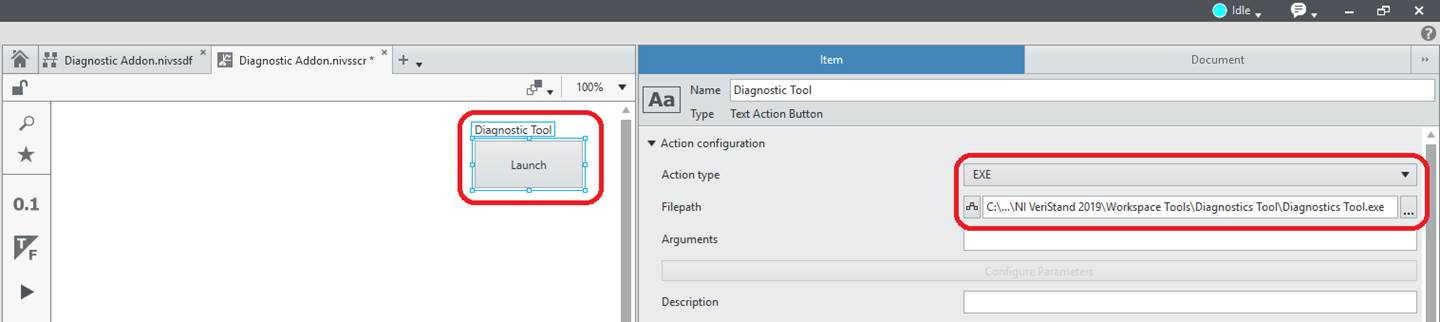 Idle
Diagnostic Addon.nivssdf
Diagnostic Addon.nivsscr *
100%
Diagnostic Tool
Launch
0.1
T F
Item
Document
Aa
Name
Diagnostic Tool
Type
Text Action Button
Action configuration
Action type
EXE
Filepath
C:\...\NI VeriStand 2019\Workspace Tools\Diagnostics Tool\Diagnostics Tool.exe
...
Arguments
Configure Parameters
Description